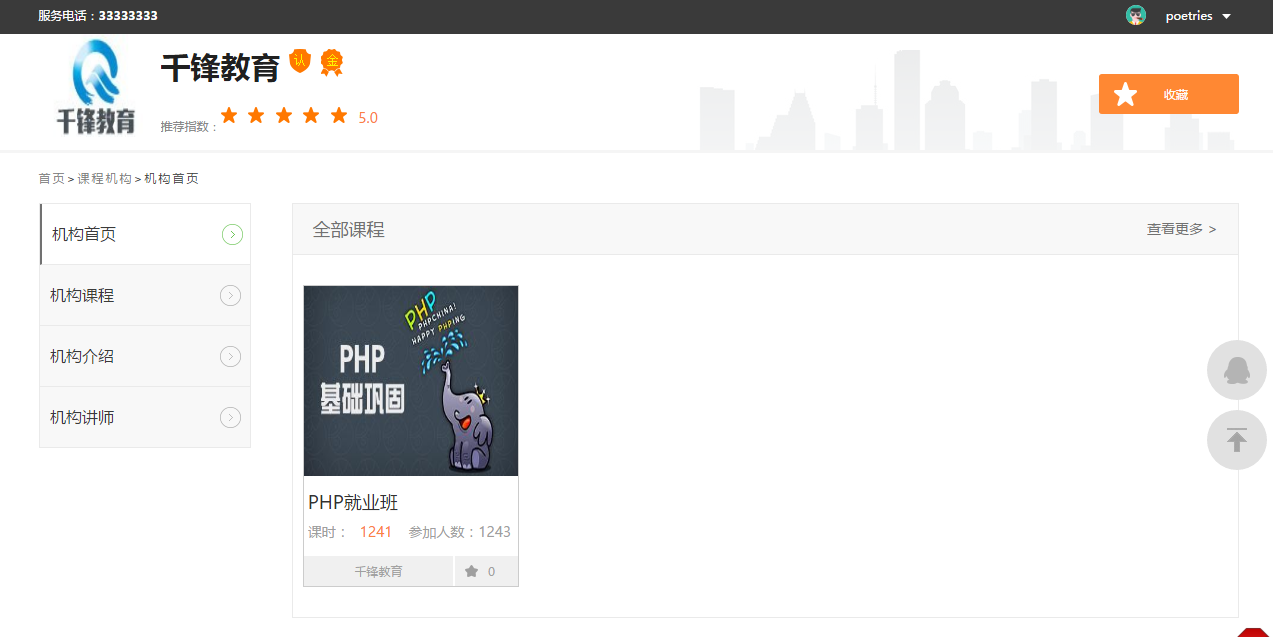 服务电话：33333333
poetries
千锋教育
千锋教育 认 金
推荐指数： 5.0
收藏
首页>课程机构>机构首页
机构首页
机构课程
机构介绍
机构讲师
全部课程
查看更多 >
PHP
PHPCHINA!
HAPPY PHPING
PHP
基础巩固
PHP就业班
课时： 1241 参加人数：1243
千锋教育
0